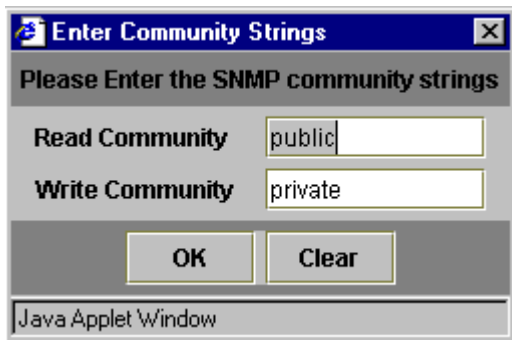 Enter Community Strings
Please Enter the SNMP community strings
Read Community public
Write Community private
OK Clear
Java Applet Window